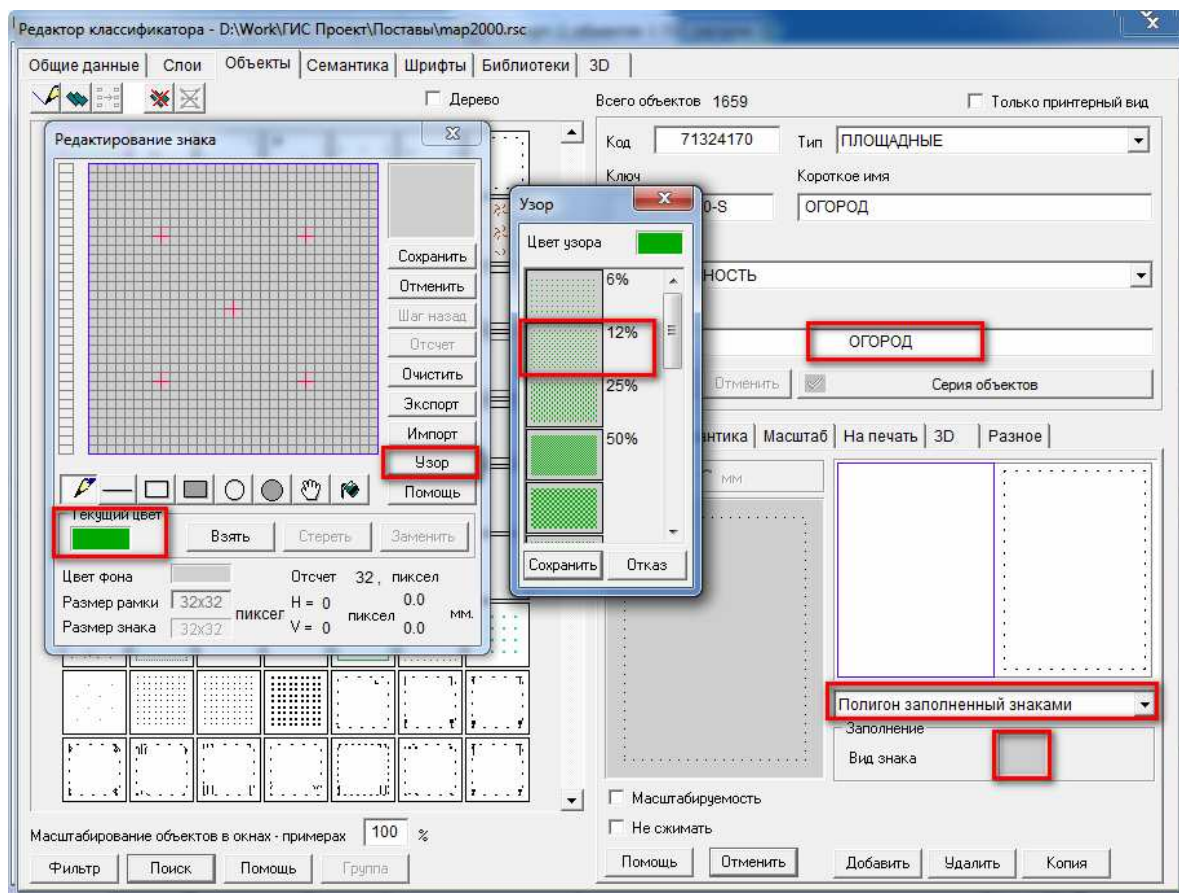 Редактор классификатора - D:\Work\ГИС Проект\Поставы\map2000.rsc
Общие данные Слои Объекты Семантика Шрифты Библиотеки 3D
Дерево
Всего объектов 1659 Только принтерный вид
Код 71324170 Тип ПЛОЩАДНЫЕ
Ключ Короткое имя
0-S ОГОРОД
НОСТЬ
ОГОРОД
Отменить Серия объектов
нтика Масштаб На печать 3D Разное
мм
Полигон заполненный знаками
Заполнение
Вид знака
Масштабируемость
Не сжимать
Помощь Отменить Добавить Удалить Копия
Редактирование знака
Сохранить
Отменить
Шаг назад
Отсчет
Очистить
Экспорт
Импорт
Узор
Помощь
Текущий цвет
Взять Стереть Заменить
Цвет фона Отсчет 32, пиксел
Размер рамки 32x32 пиксел H = 0 пиксел 0.0 мм.
Размер знака 32x32 V = 0 0.0
Узор
Цвет узора
6%
12%
25%
50%
Сохранить Отказ
Масштабирование объектов в окнах - примерах 100 %
Фильтр Поиск Помощь Группа